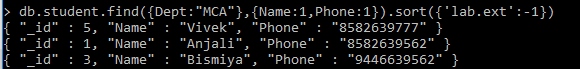 > db.student.find({Dept:"MCA"},{Name:1,Phone:1}).sort({'lab.ext':-1})
{ "_id" : 5, "Name" : "Vivek", "Phone" : "8582639777" }
{ "_id" : 1, "Name" : "Anjali", "Phone" : "8582639562" }
{ "_id" : 3, "Name" : "Bismiya", "Phone" : "9446639562" }